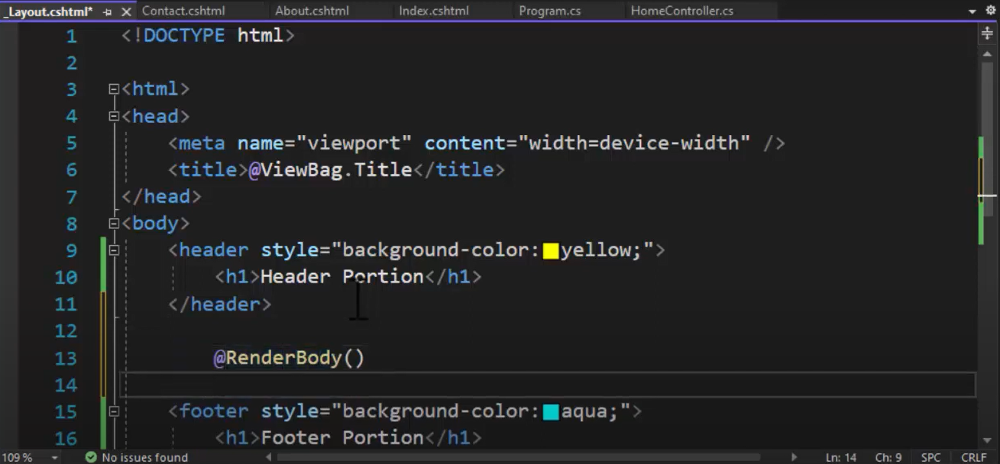 _Layout.cshtml* Contact.cshtml About.cshtml Index.cshtml Program.cs HomeController.cs
1 <!DOCTYPE html>
2
3 <html>
4 <head>
5 <meta name="viewport" content="width=device-width" />
6 <title>@ViewBag.Title</title>
7 </head>
8 <body>
9 <header style="background-color:yellow;">
10 <h1>Header Portion</h1>
11 </header>
12
13 @RenderBody()
14
15 <footer style="background-color:aqua;">
16 <h1>Footer Portion</h1>
109 % No issues found Ln: 14 Ch: 9 SPC CRLF